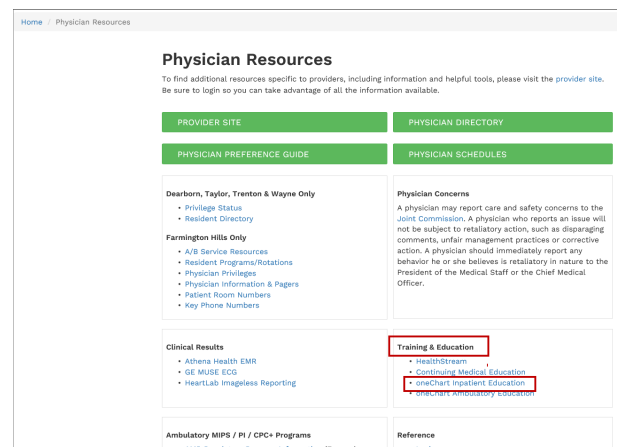 Home / Physician Resources
Physician Resources
To find additional resources specific to providers, including information and helpful tools, please visit the provider site.
Be sure to login so you can take advantage of all the information available.
PROVIDER SITE
PHYSICIAN DIRECTORY
PHYSICIAN PREFERENCE GUIDE
PHYSICIAN SCHEDULES
Dearborn, Taylor, Trenton & Wayne Only
• Privilege Status
• Resident Directory
Farmington Hills Only
• A/B Service Resources
• Resident Programs/Rotations
• Physician Privileges
• Physician Information & Pagers
• Patient Room Numbers
• Key Phone Numbers
Physician Concerns
A physician may report care and safety concerns to the
Joint Commission. A physician who reports an issue will
not be subject to retaliatory action, such as disparaging
comments, unfair management practices or corrective
action. A physician should immediately report any
behavior he or she believes is retaliatory in nature to the
President of the Medical Staff or the Chief Medical
Officer.
Clinical Results
• Athena Health EMR
• GE MUSE ECG
• HeartLab Imageless Reporting
Training & Education
• HealthStream
• Continuing Medical Education
• oneChart Inpatient Education
• oneChart Ambulatory Education
Ambulatory MIPS / PI / CPC+ Programs
Reference